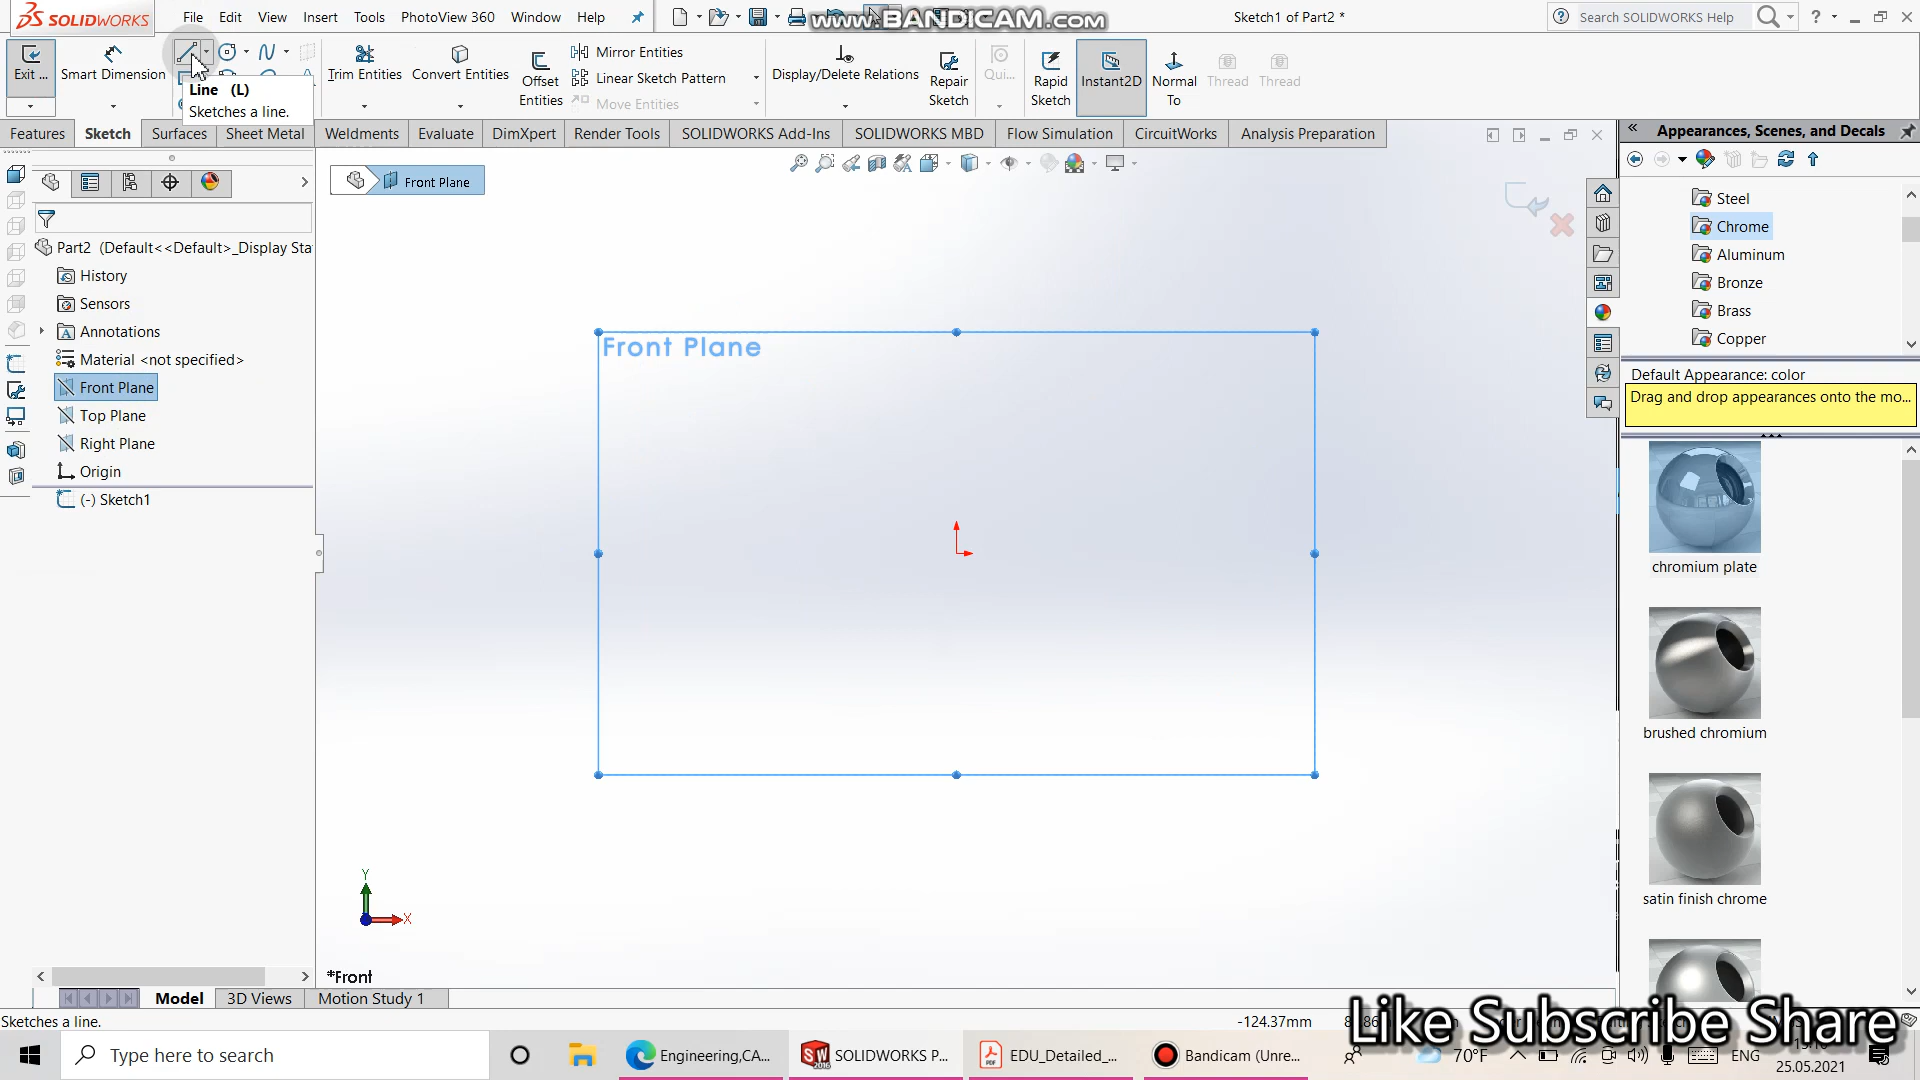 SOLIDWORKS File Edit View Insert Tools PhotoView 360 Window Help Sketch1 of Part2 * Search SOLIDWORKS Help
www.BANDICAM.com
Exit ... Smart Dimension Trim Entities Convert Entities Offset Entities Mirror Entities Display/Delete Relations Repair Sketch Qui... Rapid Sketch Instant2D Normal To Thread Thread
Linear Sketch Pattern
Move Entities
Line (L)
Sketches a line.
Features Sketch Surfaces Sheet Metal Weldments Evaluate DimXpert Render Tools SOLIDWORKS Add-Ins SOLIDWORKS MBD Flow Simulation CircuitWorks Analysis Preparation
Front Plane
Part2 (Default<<Default>_Display Sta
History
Sensors
Annotations
Material <not specified>
Front Plane
Top Plane
Right Plane
Origin
(-) Sketch1
Front Plane
Y
X
*Front
Appearances, Scenes, and Decals
Steel
Chrome
Aluminum
Bronze
Brass
Copper
Default Appearance: color
Drag and drop appearances onto the mo...
chromium plate
brushed chromium
satin finish chrome
Model 3D Views Motion Study 1
Sketches a line. -124.37mm
Like Subscribe Share
Type here to search Engineering,CA... SOLIDWORKS P... EDU_Detailed_... Bandicam (Unre... 70°F ENG
25.05.2021